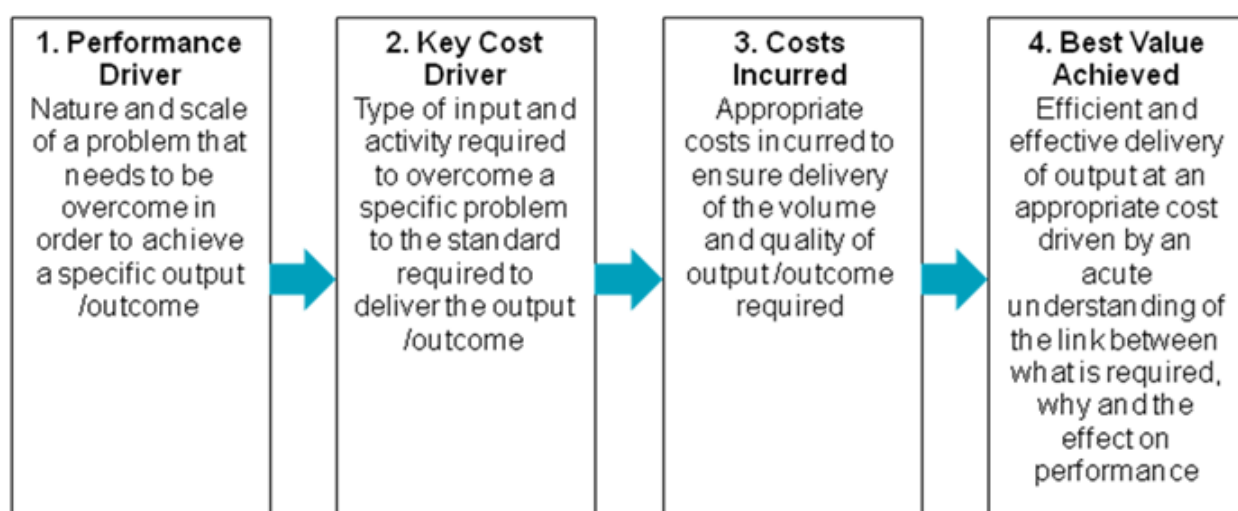 1. Performance
Driver
Nature and scale
of a problem that
needs to be
overcome in
order to achieve
a specific output
/outcome
2. Key Cost
Driver
Type of input and
activity required
to overcome a
specific problem
to the standard
required to
deliver the output
/outcome
3. Costs
Incurred
Appropriate
costs incurred to
ensure delivery
of the volume
and quality of
output /outcome
required
4. Best Value
Achieved
Efficient and
effective delivery
of output at an
appropriate cost
driven by an
acute
understanding of
the link between
what is required,
why and the
effect on
performance